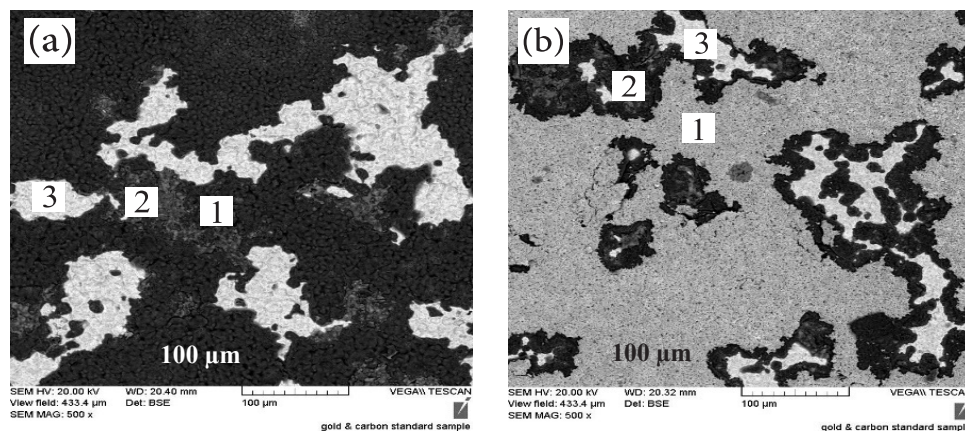 (a)
3
2
1
100 µm
SEM HV: 20.00 kV WD: 20.40 mm VEGA\\ TESCAN
View field: 433.4 µm Det: BSE 100 µm
SEM MAG: 500 x
gold & carbon standard sample
(b)
3
2
1
100 µm
SEM HV: 20.00 kV WD: 20.32 mm VEGA\\ TESCAN
View field: 433.4 µm Det: BSE 100 µm
SEM MAG: 500 x
gold & carbon standard sample